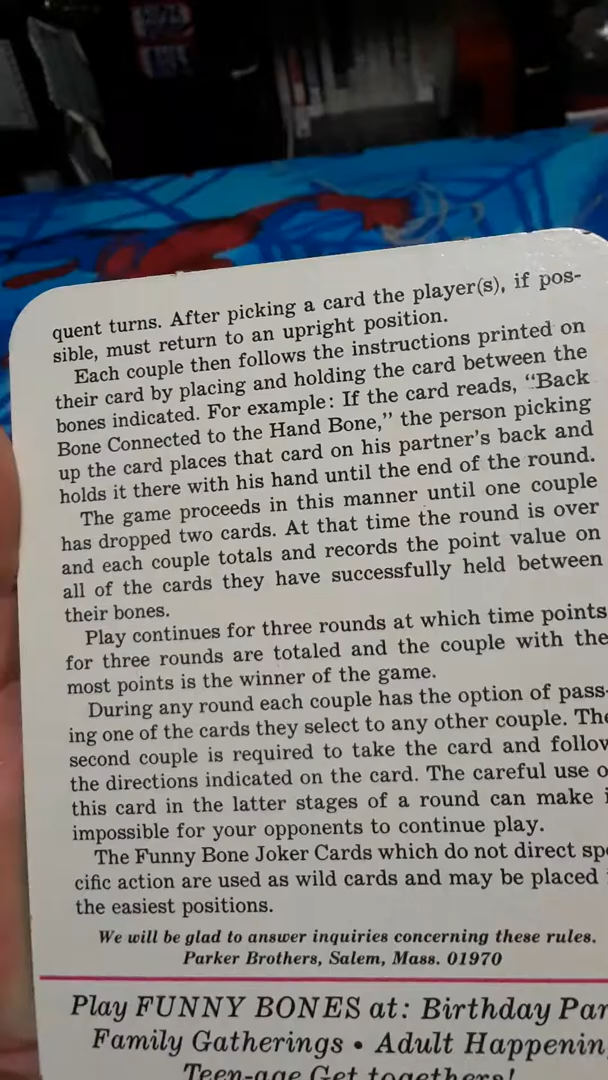 quent turns. After picking a card the player(s), if pos-
sible, must return to an upright position.
Each couple then follows the instructions printed on
their card by placing and holding the card between the
bones indicated. For example: If the card reads, “Back
Bone Connected to the Hand Bone,” the person picking
up the card places that card on his partner’s back and
holds it there with his hand until the end of the round.
The game proceeds in this manner until one couple
has dropped two cards. At that time the round is over
and each couple totals and records the point value on
all of the cards they have successfully held between
their bones.
Play continues for three rounds at which time points
for three rounds are totaled and the couple with the
most points is the winner of the game.
During any round each couple has the option of pass-
ing one of the cards they select to any other couple. The
second couple is required to take the card and follow
the directions indicated on the card. The careful use o
this card in the latter stages of a round can make i
impossible for your opponents to continue play.
The Funny Bone Joker Cards which do not direct spe
cific action are used as wild cards and may be placed
the easiest positions.
We will be glad to answer inquiries concerning these rules.
Parker Brothers, Salem, Mass. 01970
Play FUNNY BONES at: Birthday Par
Family Gatherings • Adult Happenin
Teen-age Get togethers!